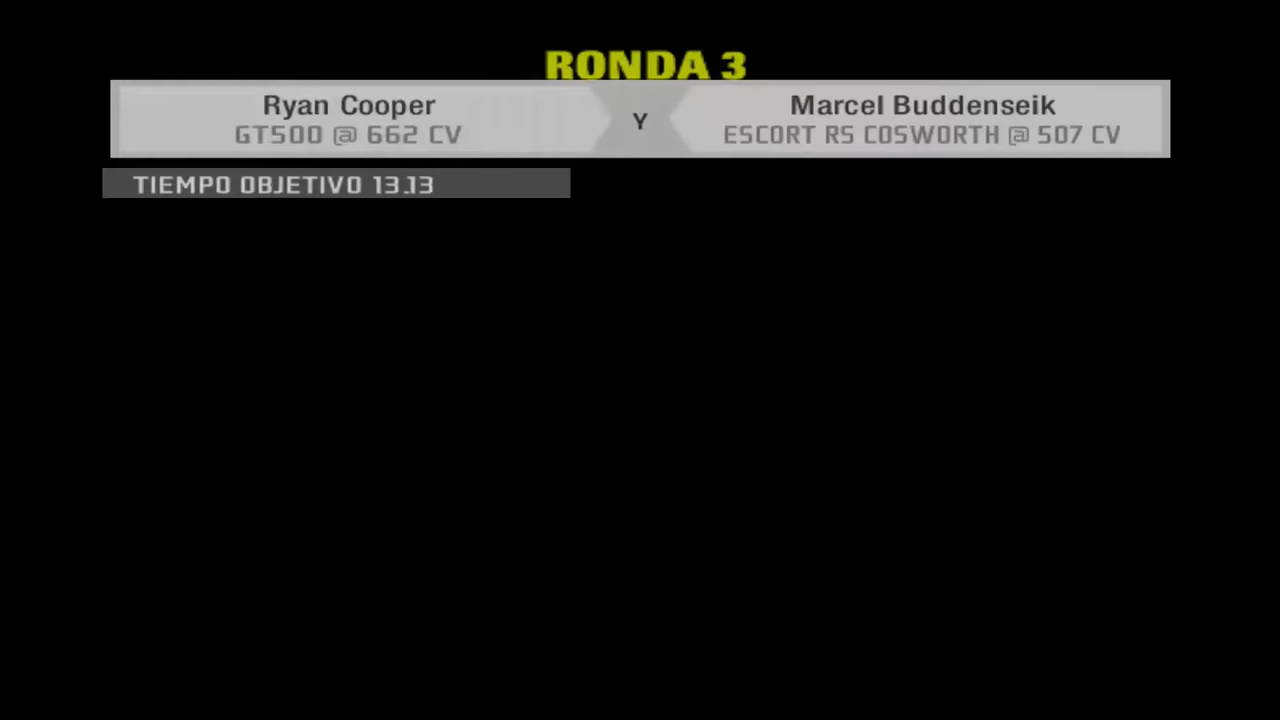 RONDA 3
Ryan Cooper
GT500 @ 662 CV
Y
Marcel Buddenseik
ESCORT RS COSWORTH @ 507 CV
TIEMPO OBJETIVO 13.13